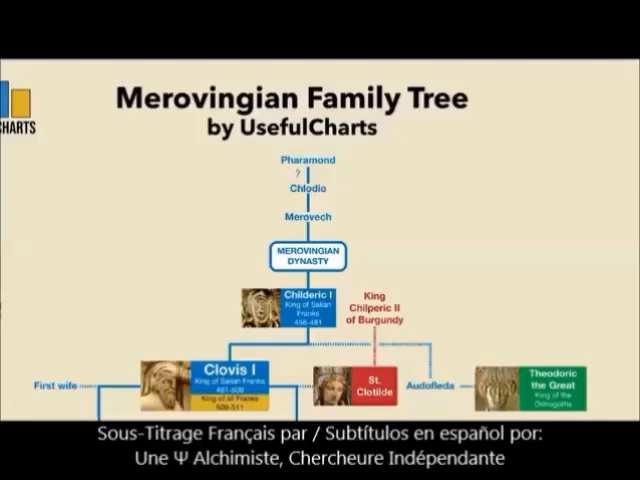 CHARTS
Merovingian Family Tree
by UsefulCharts
Pharamond
?
Chlodio
Merovech
MEROVINGIAN
DYNASTY
Childeric I
King of Salian
Franks
458-481
King
Chilperic II
of Burgundy
First wife
Clovis I
King of Salian Franks
481-509
King of all Franks
509-511
St.
Clotilde
Audofleda
Theodoric
the Great
King of the
Ostrogoths
Sous-Titrage Français par / Subtítulos en español por:
Une Ψ Alchimiste, Chercheure Indépendante